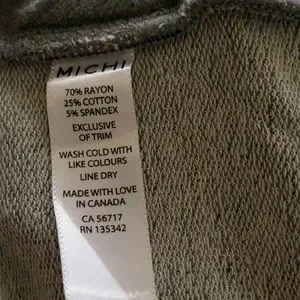 MICHI
70% RAYON
25% COTTON
5% SPANDEX
EXCLUSIVE
OF TRIM
WASH COLD WITH
LIKE COLOURS
LINE DRY
MADE WITH LOVE
IN CANADA
CA 56717
RN 135342